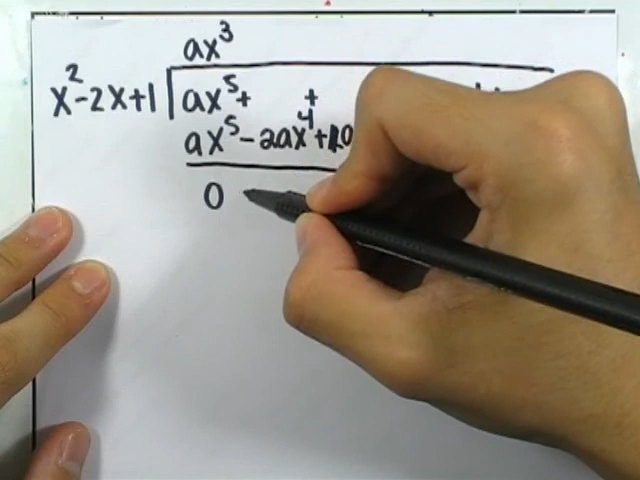 ax³
x²-2x+1 | ax⁵+ +
ax⁵-2ax⁴+
0